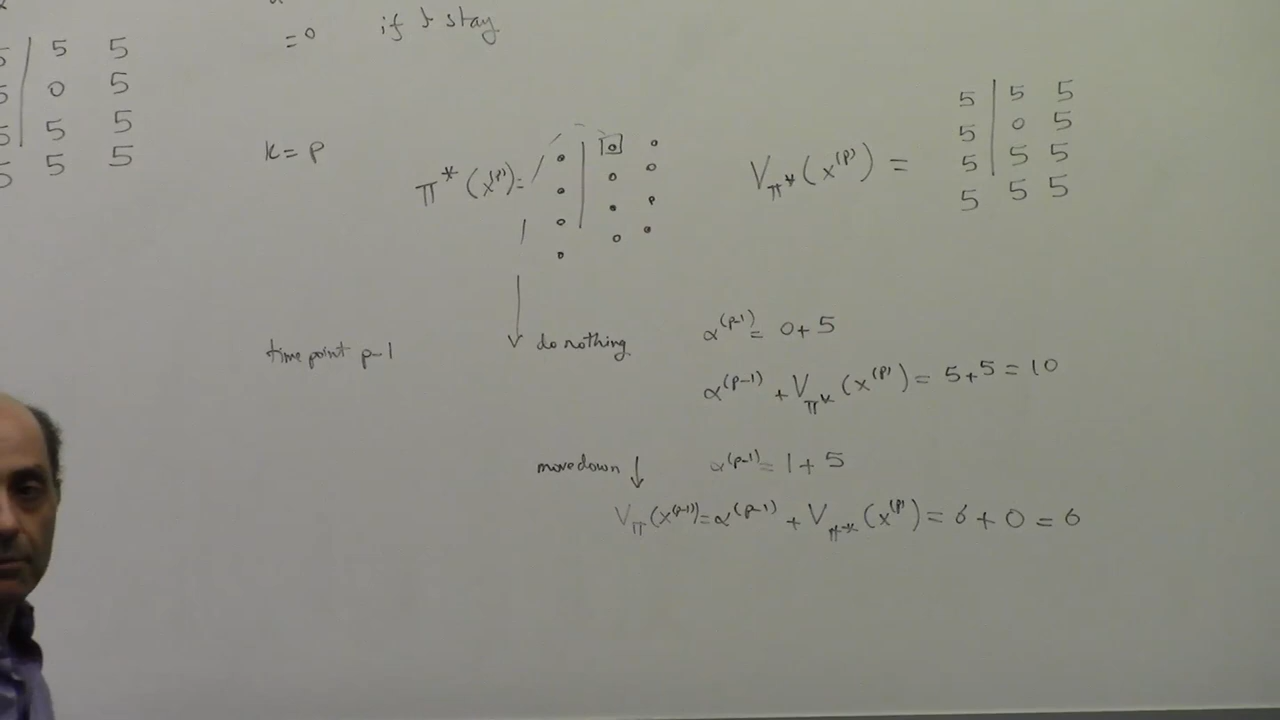 5 | 5 5
5 | 0 5
5 | 5 5
5 5 5
= 0 if I stay
k = p
π*(x^(p)) =
V_π*(x^(p)) =
5 | 5 5
5 | 0 5
5 | 5 5
5 5 5
time point p-1
do nothing
α^(p-1) = 0+5
α^(p-1) + V_π*(x^(p)) = 5+5 = 10
move down ↓
α^(p-1) = 1+5
V_π(x^(p-1)) = α^(p-1) + V_π*(x^(p)) = 6+0 = 6